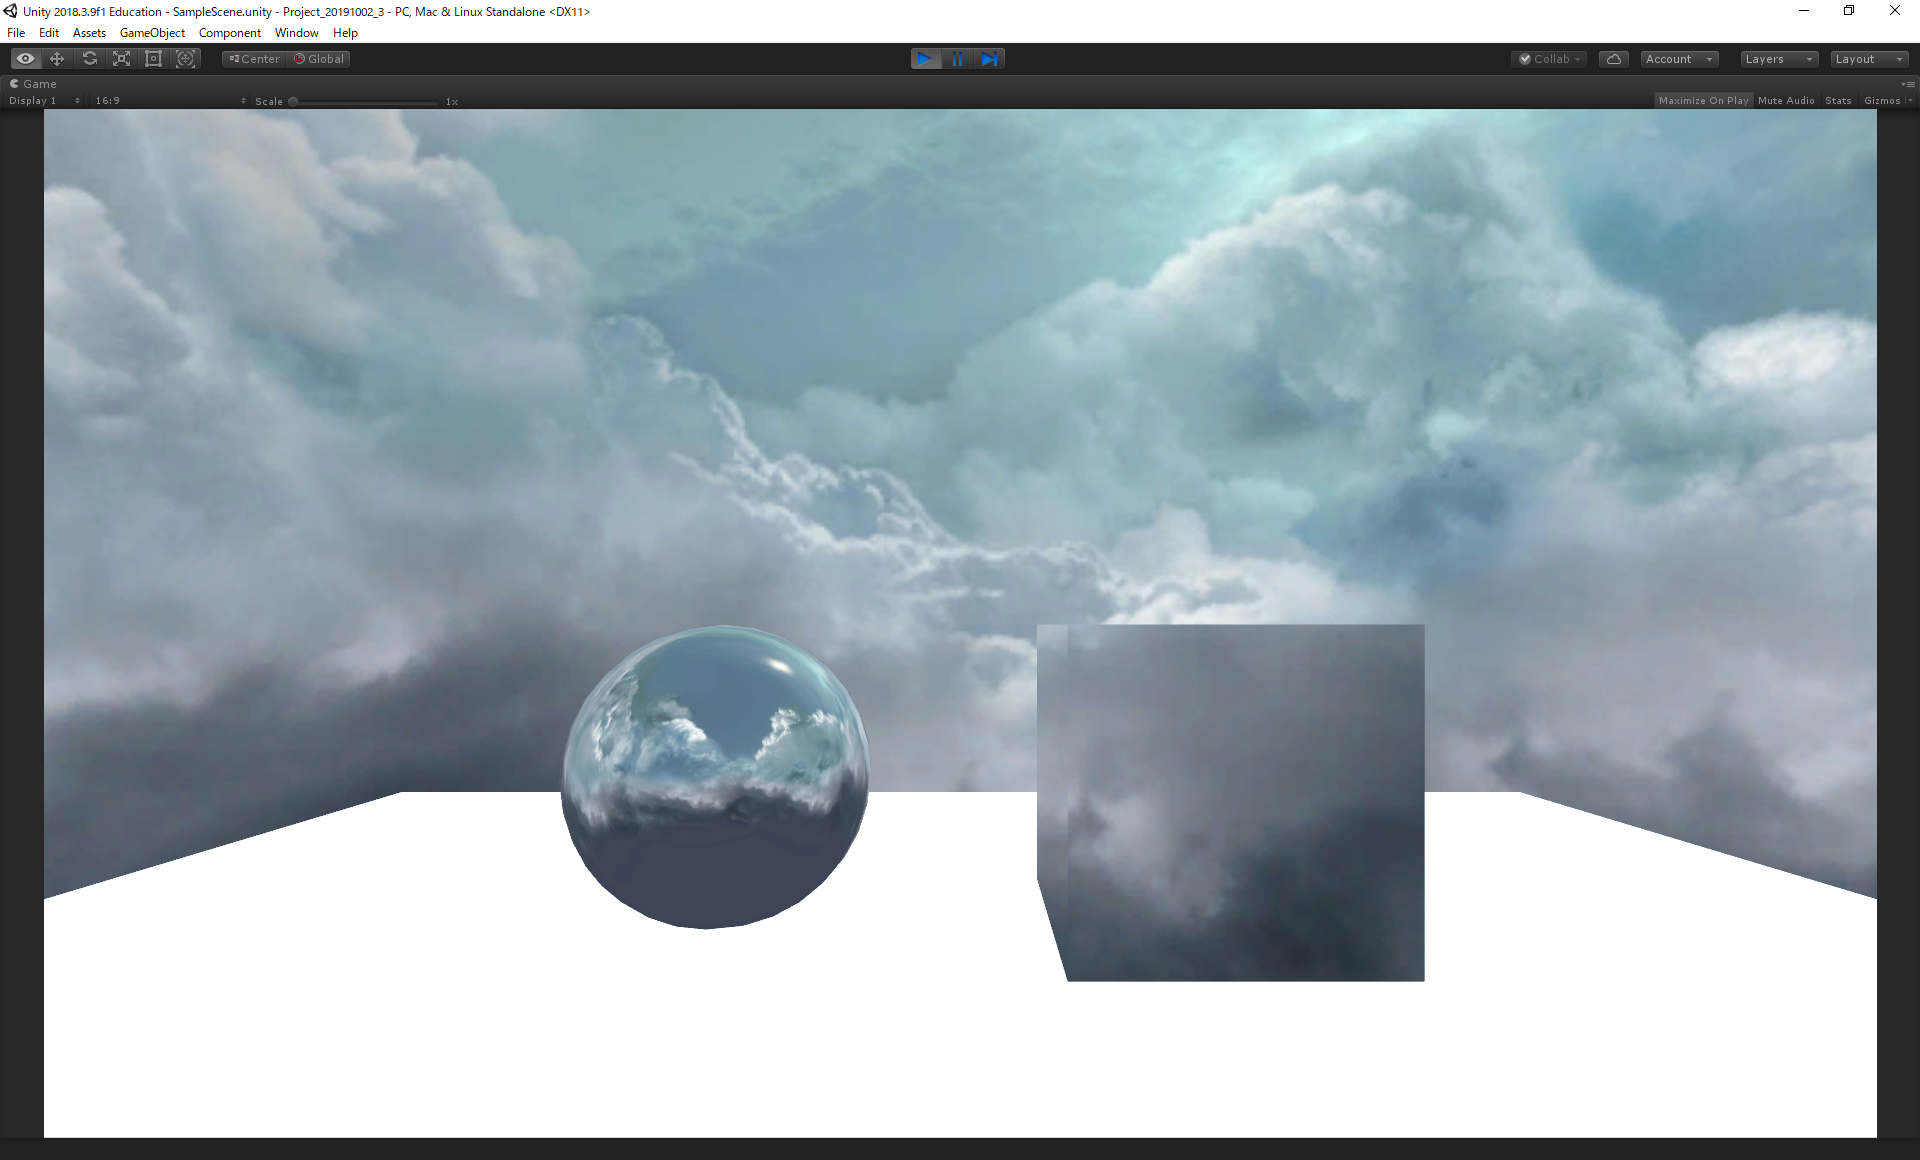 Unity 2018.3.9f1 Education - SampleScene.unity - Project_20191002_3 - PC, Mac & Linux Standalone <DX11>
File Edit Assets GameObject Component Window Help
Center Global Collab Account Layers Layout
Game
Display 1 16:9 Scale 1x Maximize On Play Mute Audio Stats Gizmos